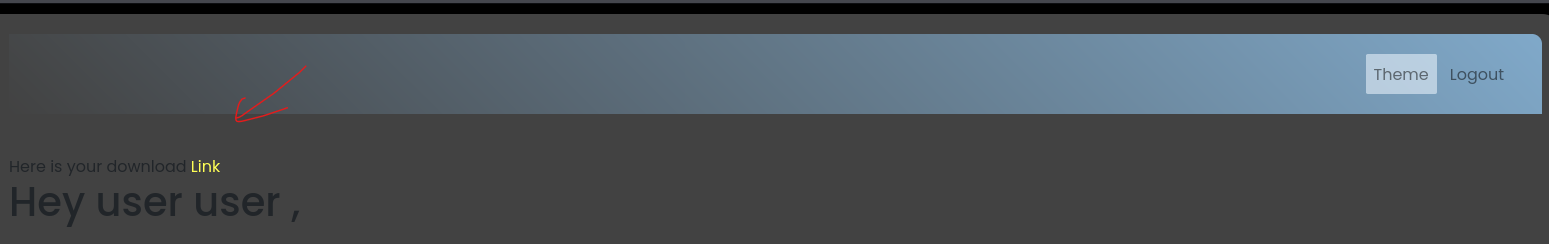 Theme Logout
Here is your download Link
Hey user user ,